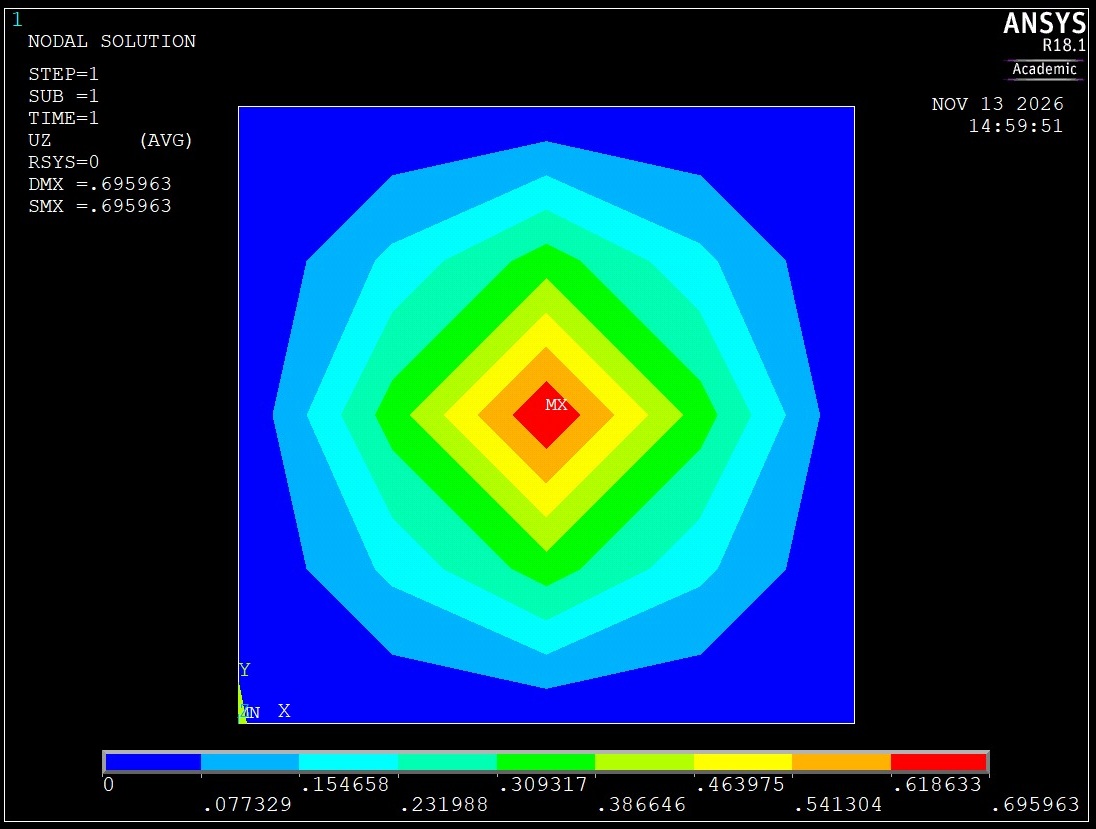 1
NODAL SOLUTION
STEP=1
SUB =1
TIME=1
UZ (AVG)
RSYS=0
DMX =.695963
SMX =.695963
ANSYS
R18.1
Academic
NOV 13 2026
14:59:51
MX
Y
MN X
0 .154658 .309317 .463975 .618633
.077329 .231988 .386646 .541304 .695963